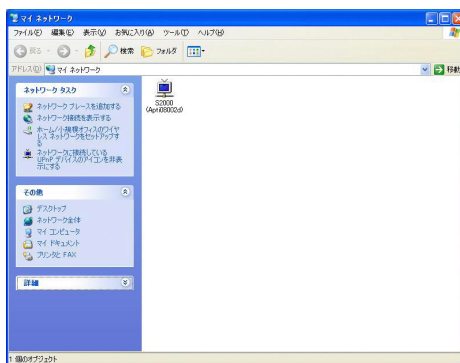 マイ ネットワーク
ファイル(F) 編集(E) 表示(V) お気に入り(A) ツール(T) ヘルプ(H)
戻る 検索 フォルダ
アドレス(D) マイ ネットワーク 移動
ネットワーク タスク
ネットワーク プレースを追加する
ネットワーク接続を表示する
ホーム/小規模オフィスのワイヤ
レス ネットワークをセットアップす
る
ネットワークに接続している
UPnP デバイスのアイコンを非表
示にする
その他
デスクトップ
ネットワーク全体
マイ コンピュータ
マイ ドキュメント
プリンタと FAX
詳細
S2000
(Apti08002d)
1 個のオブジェクト